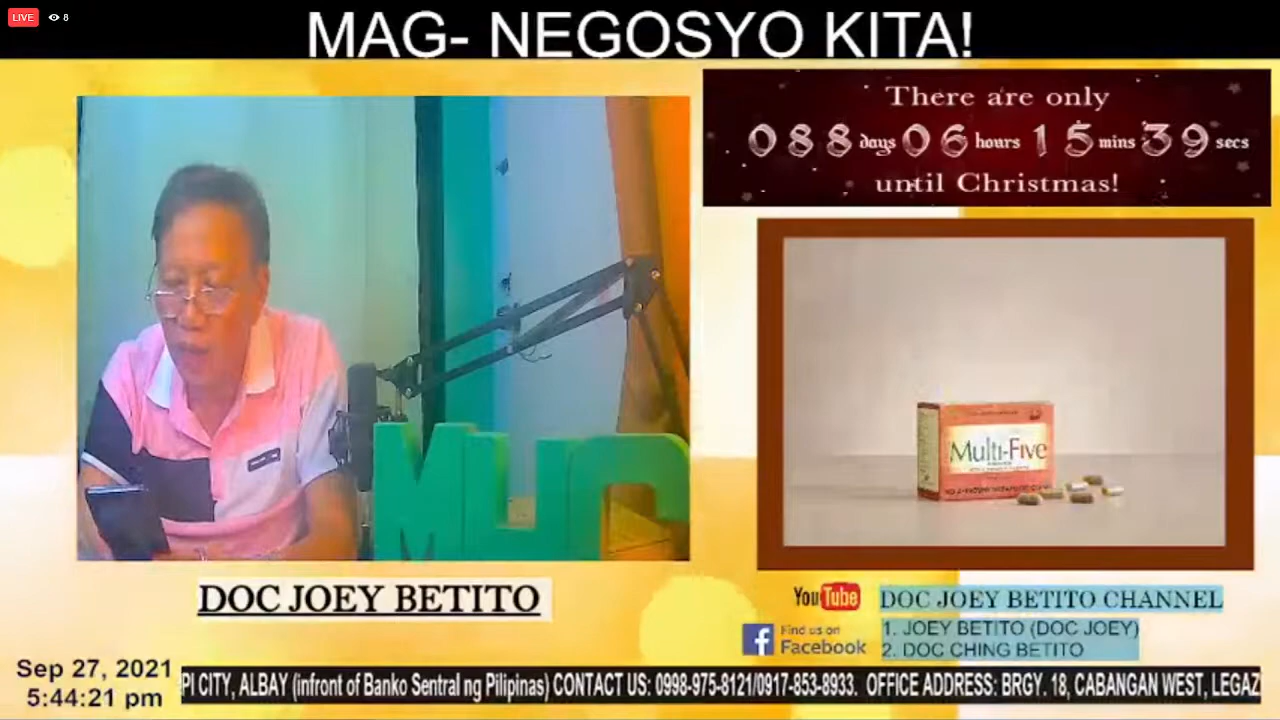 LIVE 8
MAG- NEGOSYO KITA!
There are only
088 days 06 hours 15 mins 39 secs
until Christmas!
Multi-Five
DOC JOEY BETITO
YouTube DOC JOEY BETITO CHANNEL
Find us on
Facebook
1. JOEY BETITO (DOC JOEY)
2. DOC CHING BETITO
Sep 27, 2021
5:44:21 pm
PI CITY, ALBAY (infront of Banko Sentral ng Pilipinas) CONTACT US: 0998-975-8121/0917-853-8933. OFFICE ADDRESS: BRGY. 18, CABANGAN WEST, LEGAZ